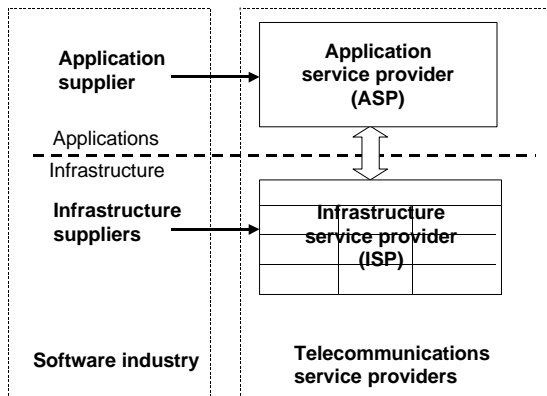 Application
supplier
Application
service provider
(ASP)
Applications
Infrastructure
Infrastructure
suppliers
Infrastructure
service provider
(ISP)
Software industry
Telecommunications
service providers